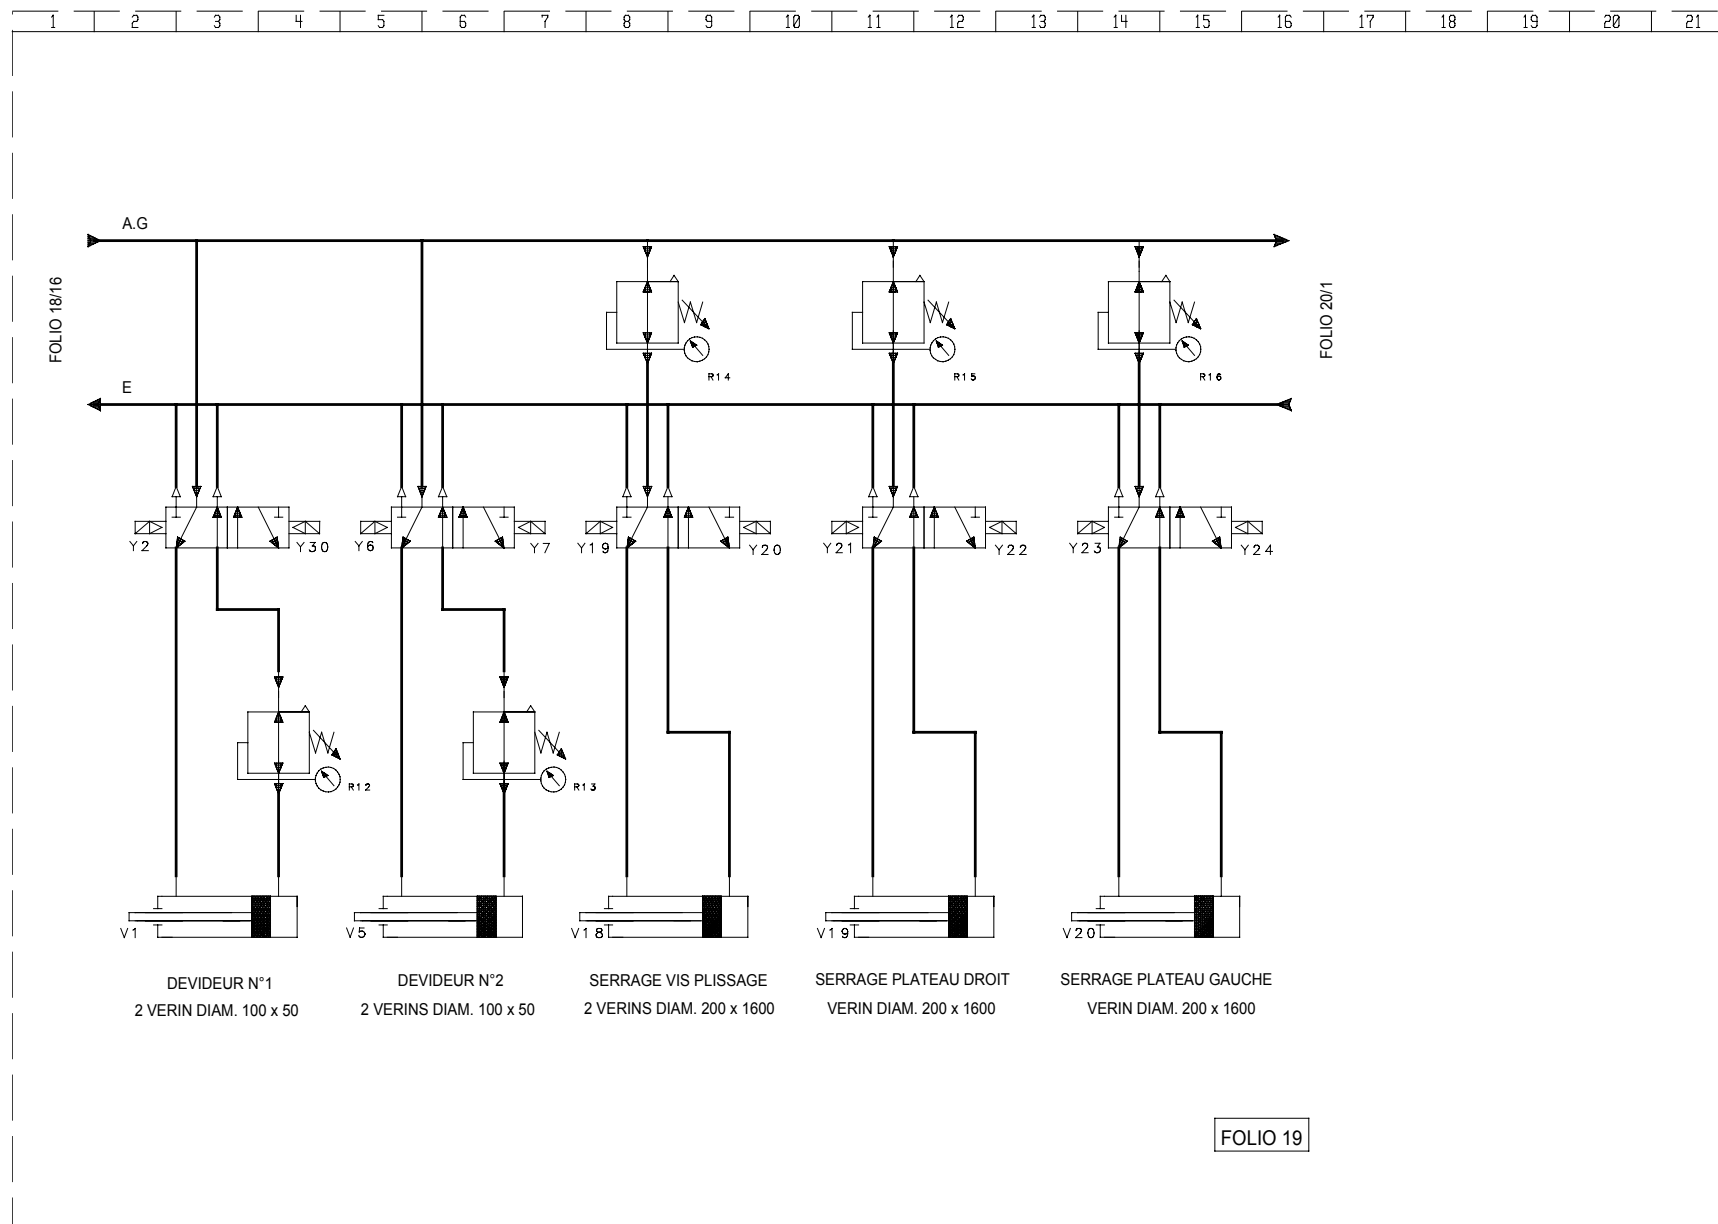 1 2 3 4 5 6 7 8 9 10 11 12 13 14 15 16 17 18 19 20 21
A.G
FOLIO 18/16
FOLIO 20/1
R14 R15 R16
E
Y2 Y30 Y6 Y7 Y19 Y20 Y21 Y22 Y23 Y24
R12 R13
V1 V5 V18 V19 V20
DEVIDEUR N°1
2 VERIN DIAM. 100 x 50
DEVIDEUR N°2
2 VERINS DIAM. 100 x 50
SERRAGE VIS PLISSAGE
2 VERINS DIAM. 200 x 1600
SERRAGE PLATEAU DROIT
VERIN DIAM. 200 x 1600
SERRAGE PLATEAU GAUCHE
VERIN DIAM. 200 x 1600
FOLIO 19